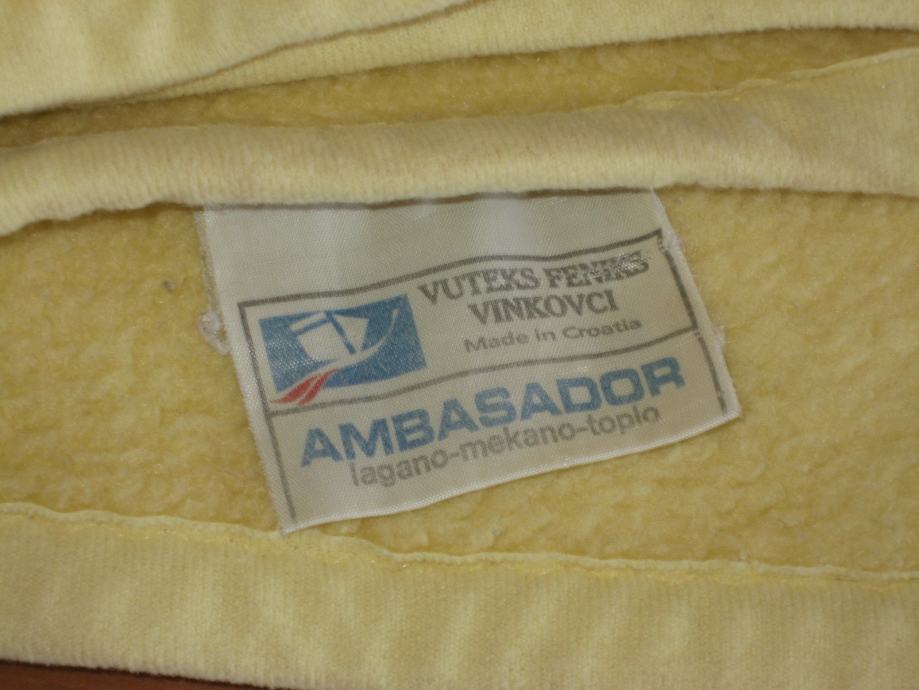 VUTEKS FENIKS
VINKOVCI
Made in Croatia
AMBASADOR
lagano-mekano-toplo